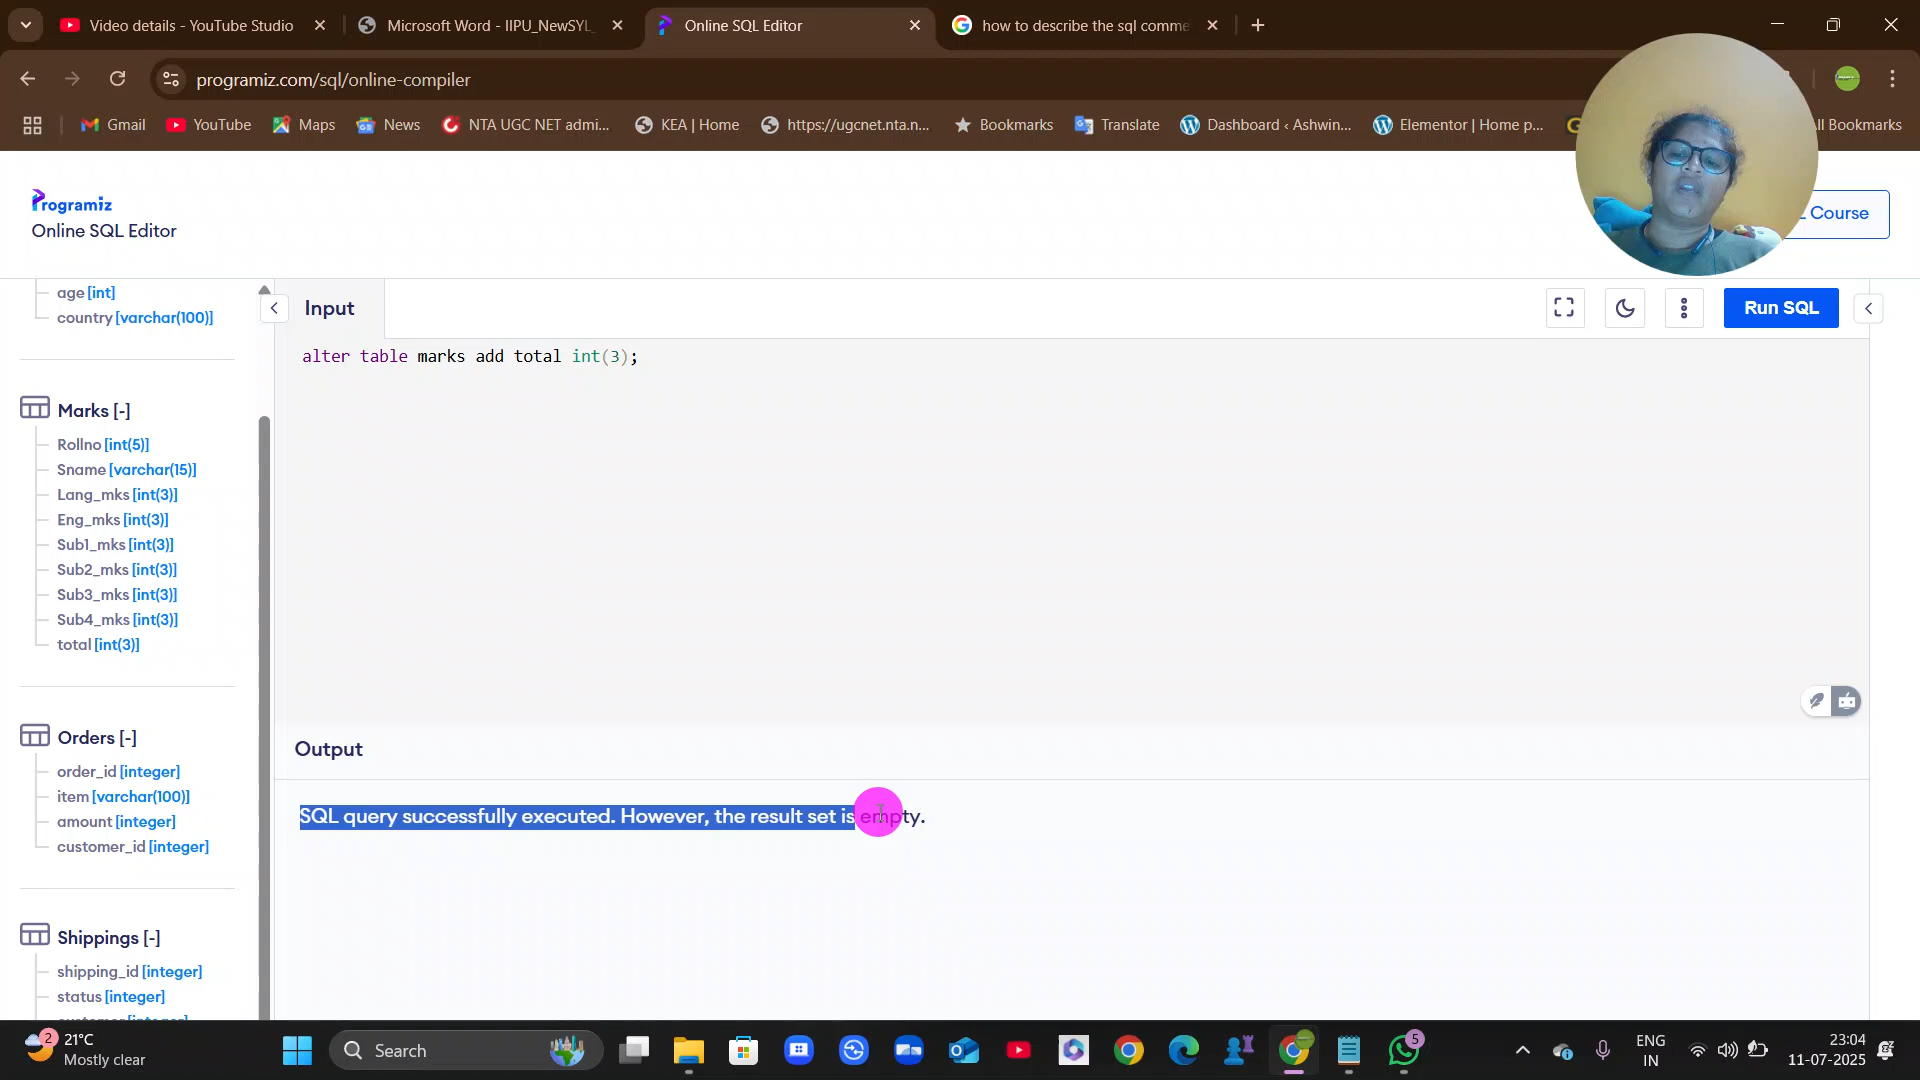 Video details - YouTube Studio
Microsoft Word - IIPU_NewSYL_
Online SQL Editor
how to describe the sql comme
programiz.com/sql/online-compiler
Gmail
YouTube
Maps
News
NTA UGC NET admi...
KEA | Home
https://ugcnet.nta.n...
Bookmarks
Translate
Dashboard ‹ Ashwin...
Elementor | Home p...
All Bookmarks
Programiz
Online SQL Editor
Course
age [int]
country [varchar(100)]
Marks [-]
Rollno [int(5)]
Sname [varchar(15)]
Lang_mks [int(3)]
Eng_mks [int(3)]
Sub1_mks [int(3)]
Sub2_mks [int(3)]
Sub3_mks [int(3)]
Sub4_mks [int(3)]
total [int(3)]
Orders [-]
order_id [integer]
item [varchar(100)]
amount [integer]
customer_id [integer]
Shippings [-]
shipping_id [integer]
status [integer]
Input
Run SQL
alter table marks add total int(3);
Output
SQL query successfully executed. However, the result set is empty.
2
21°C
Mostly clear
Search
5
ENG
IN
23:04
11-07-2025